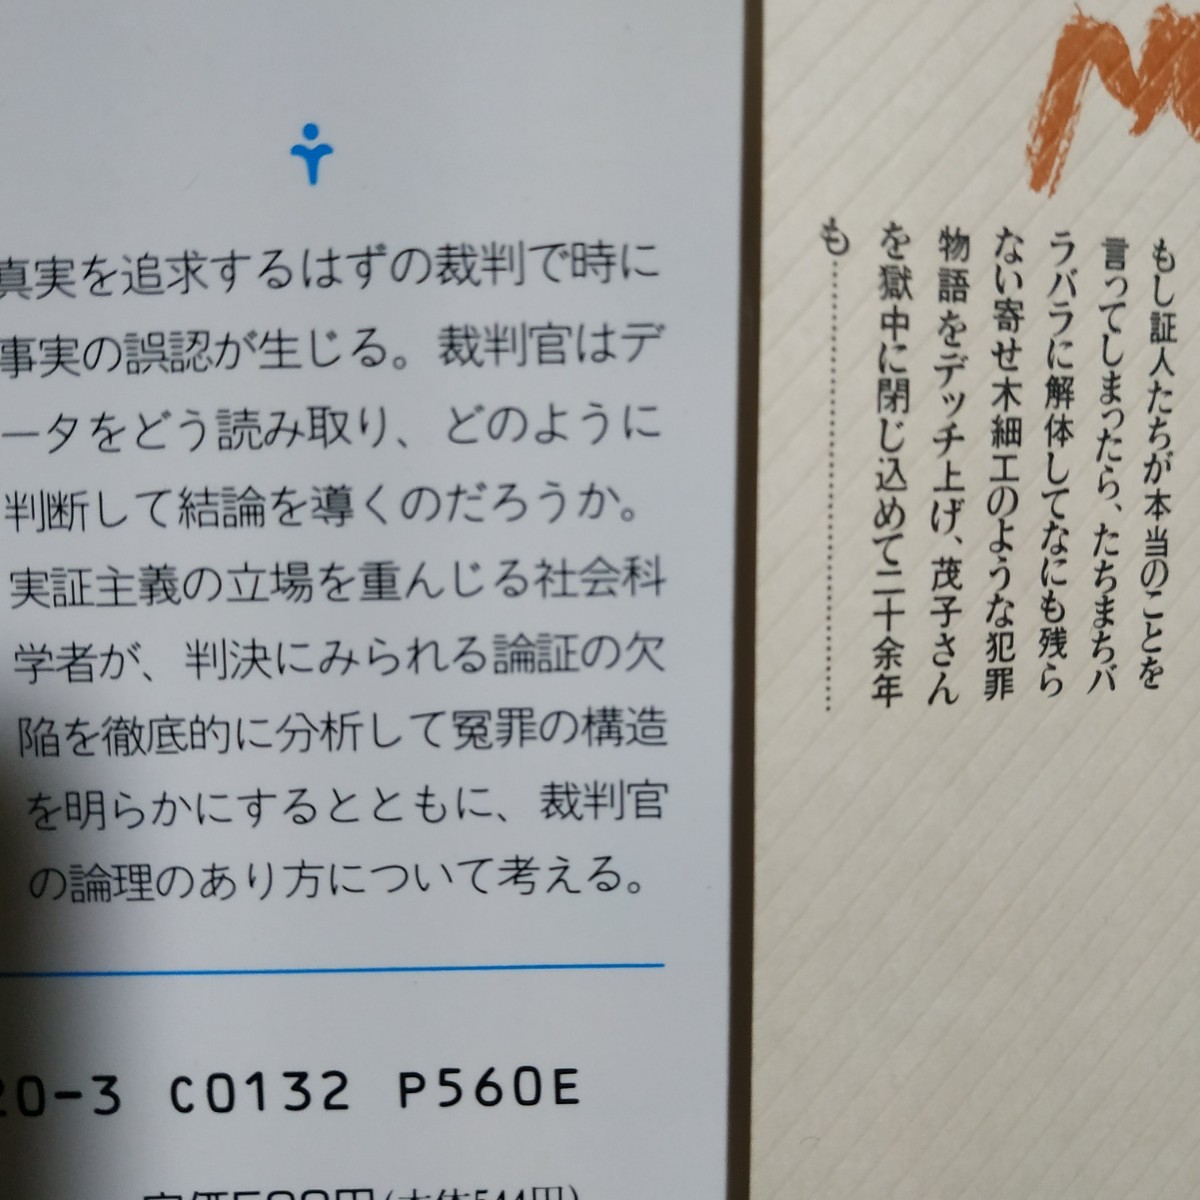 真実を追求するはずの裁判で時に
事実の誤認が生じる。裁判官はデ
ータをどう読み取り、どのように
判断して結論を導くのだろうか。
実証主義の立場を重んじる社会科
学者が、判決にみられる論証の欠
陥を徹底的に分析して冤罪の構造
を明らかにするとともに、裁判官
の論理のあり方について考える。
20-3 C0132 P560E
もし証人たちが本当のことを
言ってしまったら、たちまちバ
ラバラに解体してなにも残ら
ない寄せ木細工のような犯罪
物語をデッチ上げ、茂子さん
を獄中に閉じ込めて二十余年
も‥‥‥‥‥‥‥‥‥‥